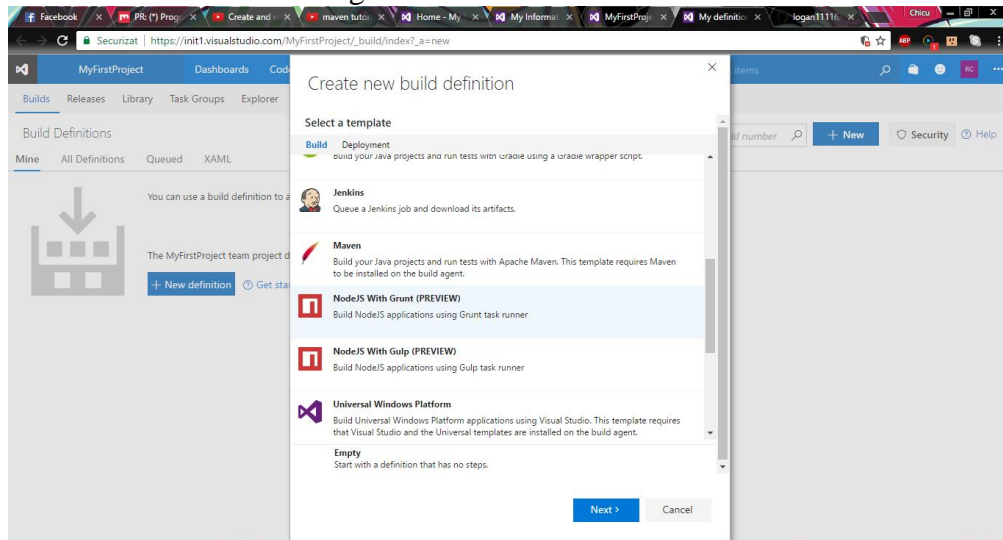 Facebook
PR: (*) Progr
Create and r
maven tuto
Home - My
My Informat
MyFirstProje
My definitio
logan11116
Chicu
Securizat
https://init1.visualstudio.com/MyFirstProject/_build/index?_a=new
ABP
MyFirstProject
Dashboards
Cod
items
RC
Builds
Releases
Library
Task Groups
Explorer
Build Definitions
ld number
+ New
Security
Help
Mine
All Definitions
Queued
XAML
You can use a build definition to a
The MyFirstProject team project d
+ New definition
Get star
Create new build definition
Select a template
Build
Deployment
Build your Java projects and run tests with Gradle using a Gradle wrapper script.
Jenkins
Queue a Jenkins job and download its artifacts.
Maven
Build your Java projects and run tests with Apache Maven. This template requires Maven
to be installed on the build agent.
NodeJS With Grunt (PREVIEW)
Build NodeJS applications using Grunt task runner
NodeJS With Gulp (PREVIEW)
Build NodeJS applications using Gulp task runner
Universal Windows Platform
Build Universal Windows Platform applications using Visual Studio. This template requires
that Visual Studio and the Universal templates are installed on the build agent.
Empty
Start with a definition that has no steps.
Next >
Cancel